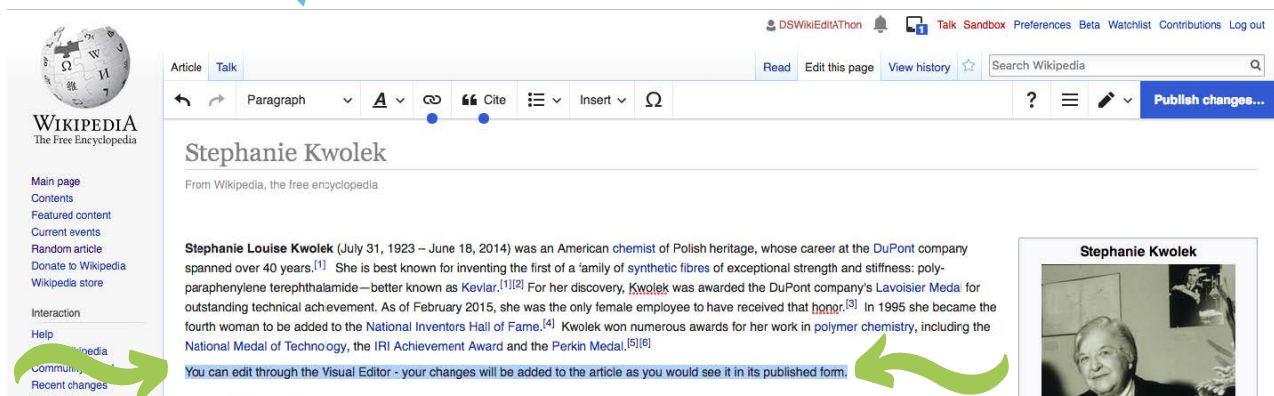 DSWikiEditAThon 1 Talk Sandbox Preferences Beta Watchlist Contributions Log out
Article Talk Read Edit this page View history Search Wikipedia
Paragraph A Cite Insert Ω ? Publish changes...
WIKIPEDIA
The Free Encyclopedia
Main page
Contents
Featured content
Current events
Random article
Donate to Wikipedia
Wikipedia store
Interaction
Help
Recent changes
Stephanie Kwolek
From Wikipedia, the free encyclopedia
Stephanie Louise Kwolek (July 31, 1923 – June 18, 2014) was an American chemist of Polish heritage, whose career at the DuPont company
spanned over 40 years.[1] She is best known for inventing the first of a family of synthetic fibres of exceptional strength and stiffness: poly-
paraphenylene terephthalamide—better known as Kevlar.[1][2] For her discovery, Kwolek was awarded the DuPont company's Lavoisier Medal for
outstanding technical achievement. As of February 2015, she was the only female employee to have received that honor.[3] In 1995 she became the
fourth woman to be added to the National Inventors Hall of Fame.[4] Kwolek won numerous awards for her work in polymer chemistry, including the
National Medal of Technology, the IRI Achievement Award and the Perkin Medal.[5][6]
You can edit through the Visual Editor - your changes will be added to the article as you would see it in its published form.
Stephanie Kwolek